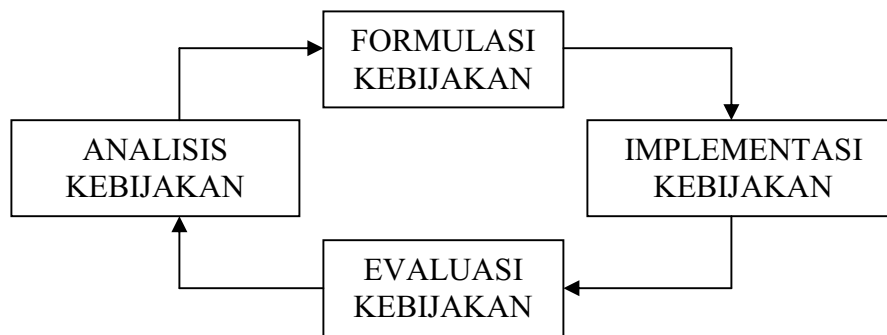 FORMULASI
KEBIJAKAN
ANALISIS
KEBIJAKAN
IMPLEMENTASI
KEBIJAKAN
EVALUASI
KEBIJAKAN